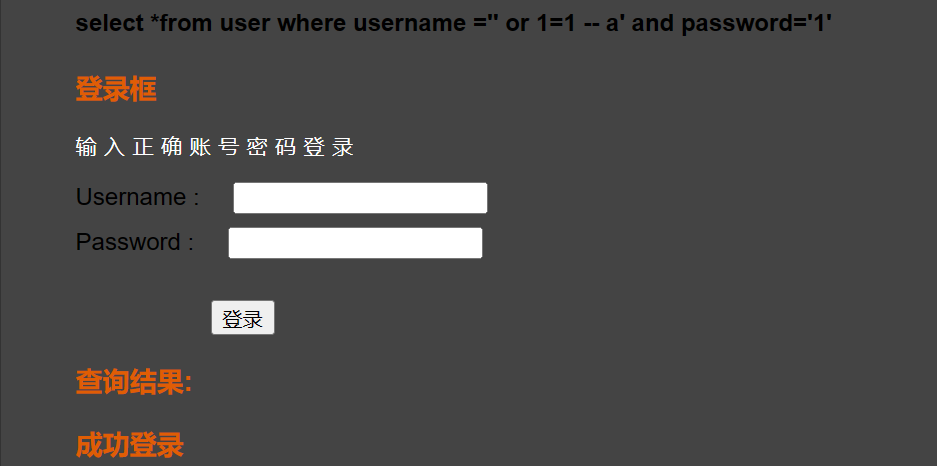 select *from user where username ='' or 1=1 -- a' and password='1'
登录框
输入正确账号密码登录
Username :
Password :
登录
查询结果:
成功登录